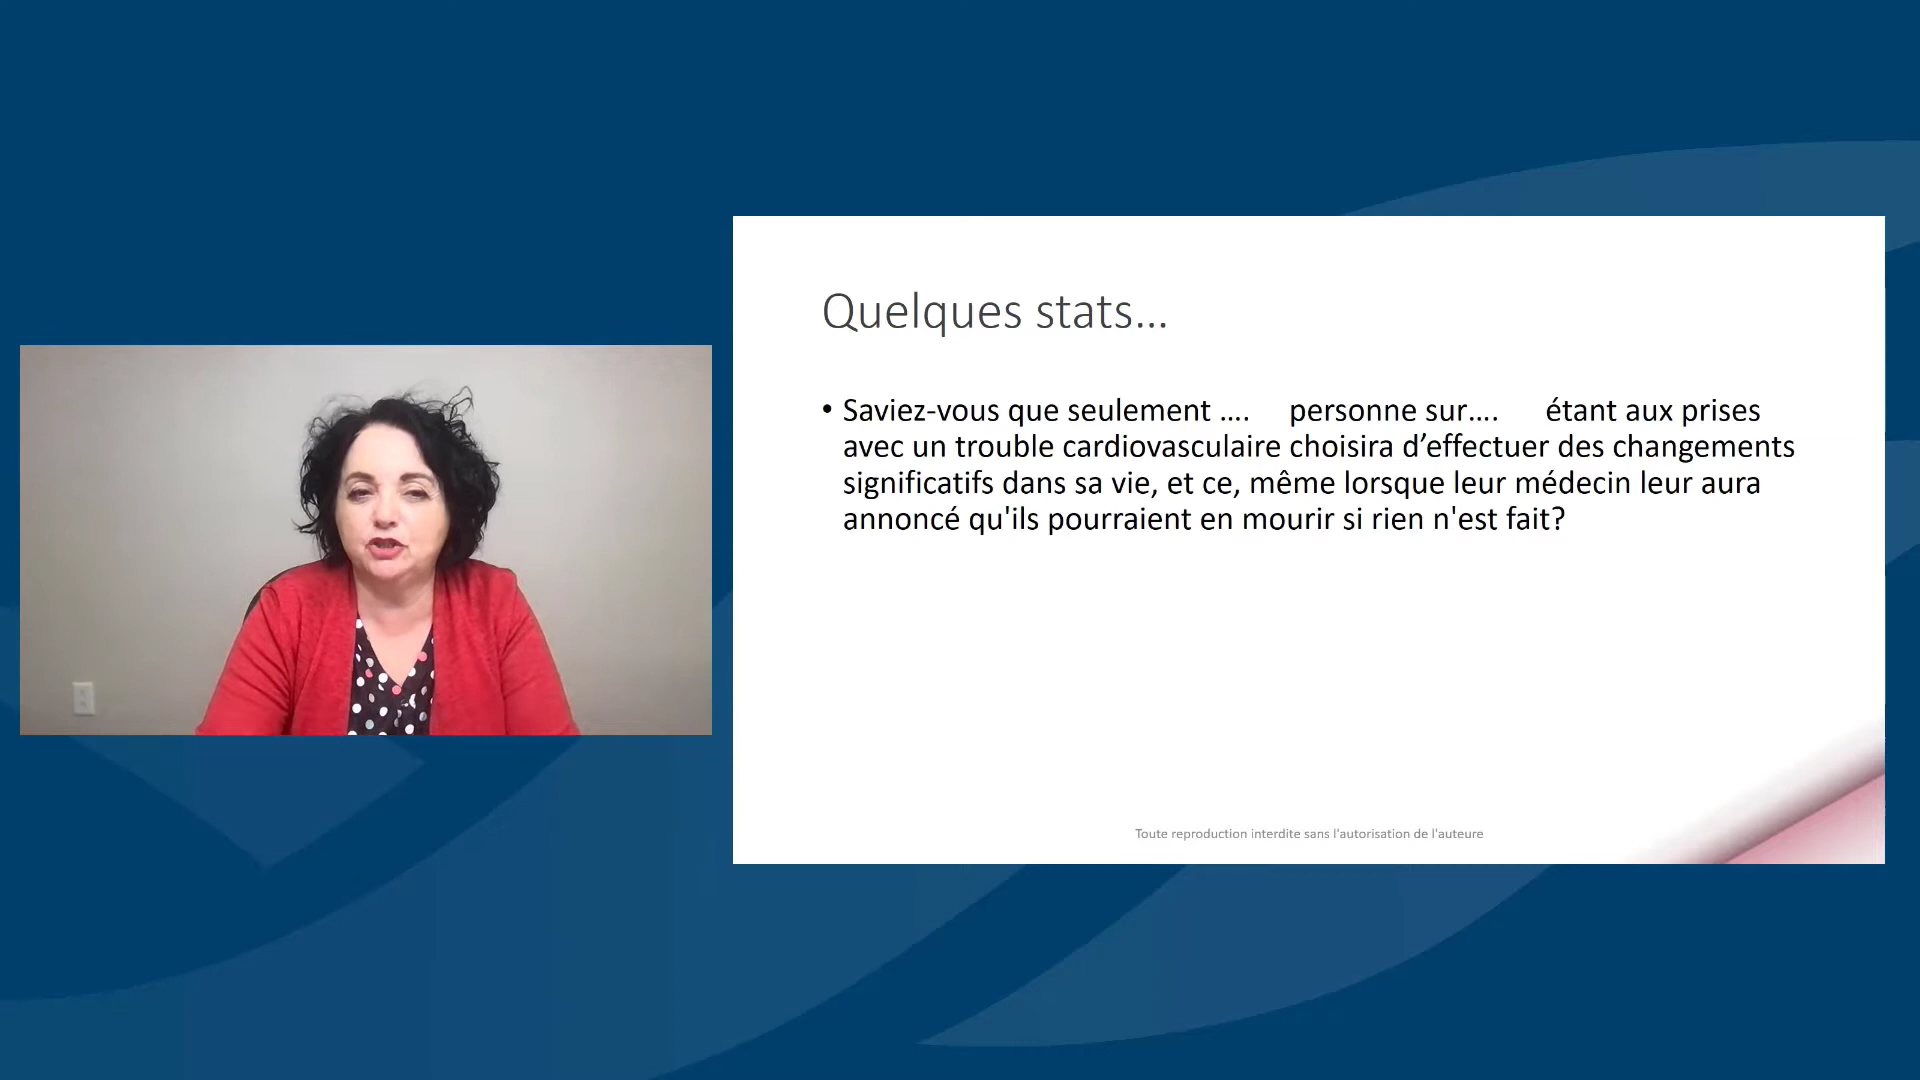 Quelques stats...
• Saviez-vous que seulement .... personne sur.... étant aux prises
avec un trouble cardiovasculaire choisira d’effectuer des changements
significatifs dans sa vie, et ce, même lorsque leur médecin leur aura
annoncé qu'ils pourraient en mourir si rien n'est fait?
Toute reproduction interdite sans l'autorisation de l'auteure